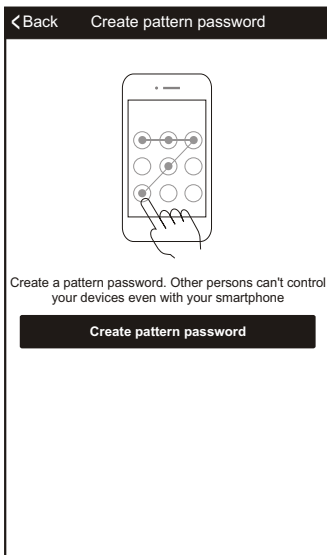 Back Create pattern password
Create a pattern password. Other persons can't control
your devices even with your smartphone
Create pattern password